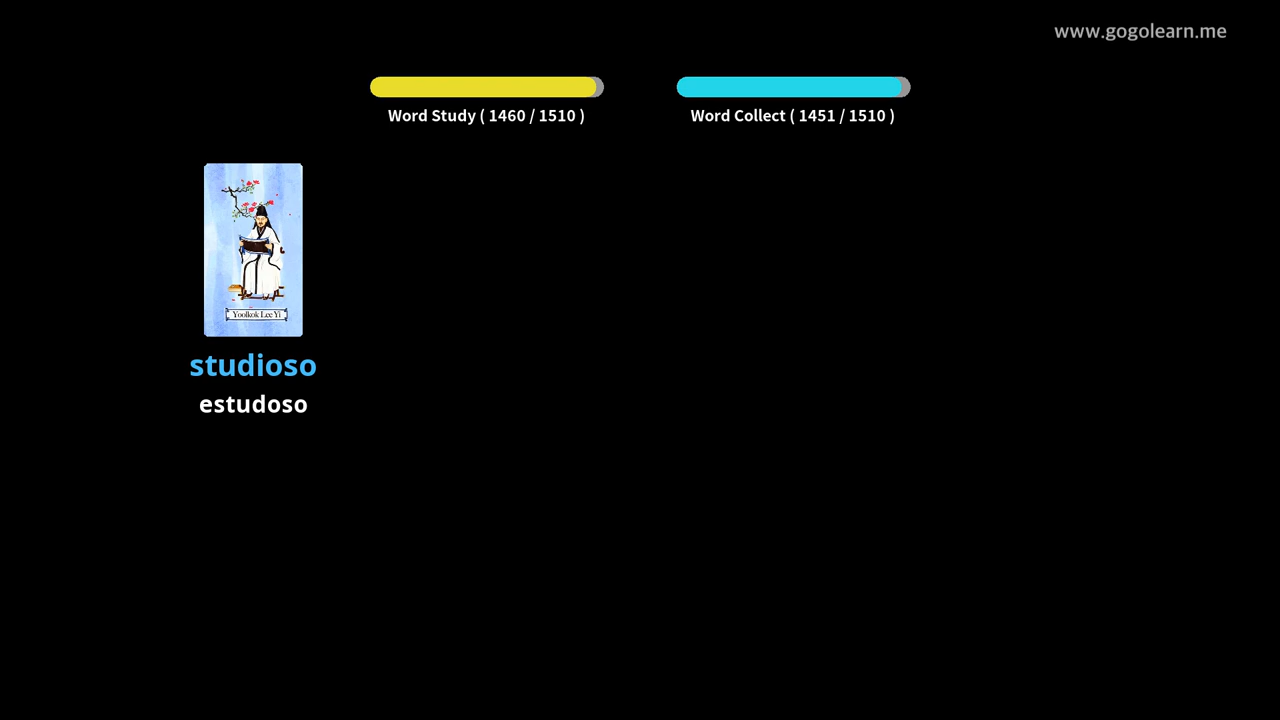 www.gogolearn.me
Word Study ( 1460 / 1510 )
Word Collect ( 1451 / 1510 )
Yoolkok Lee Yi
studioso
estudoso